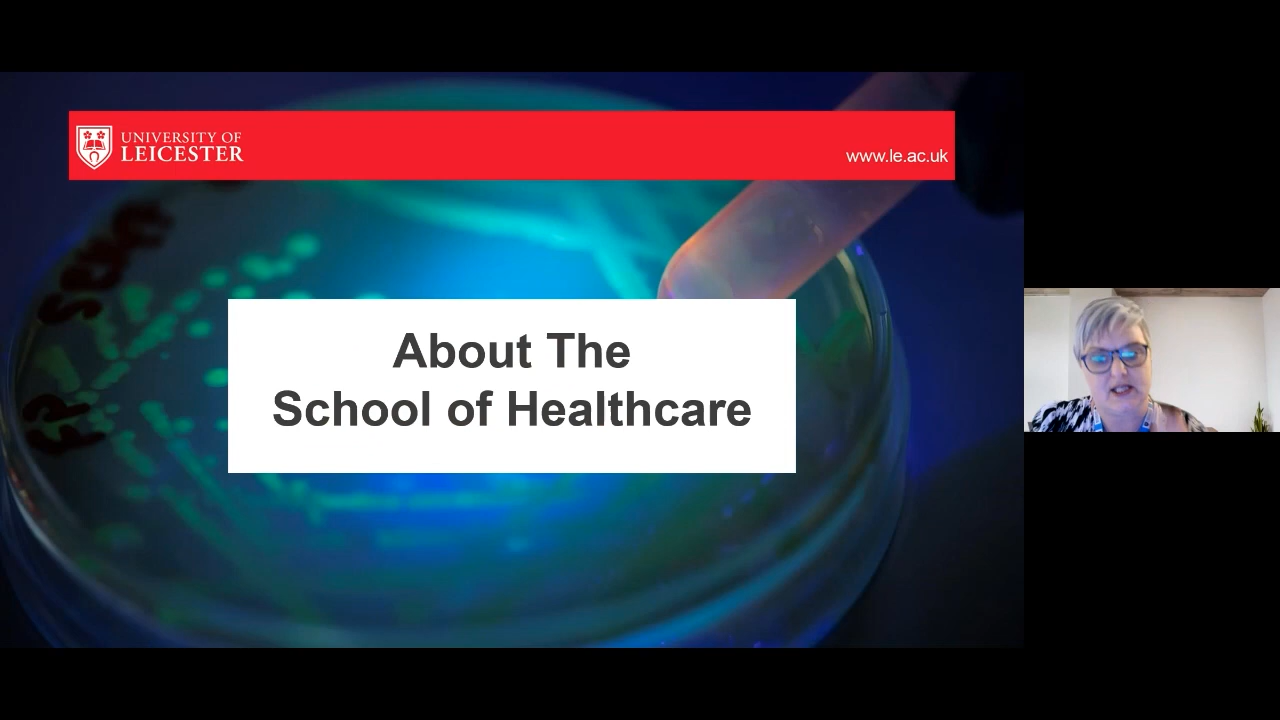 UNIVERSITY OF
LEICESTER
www.le.ac.uk
About The
School of Healthcare